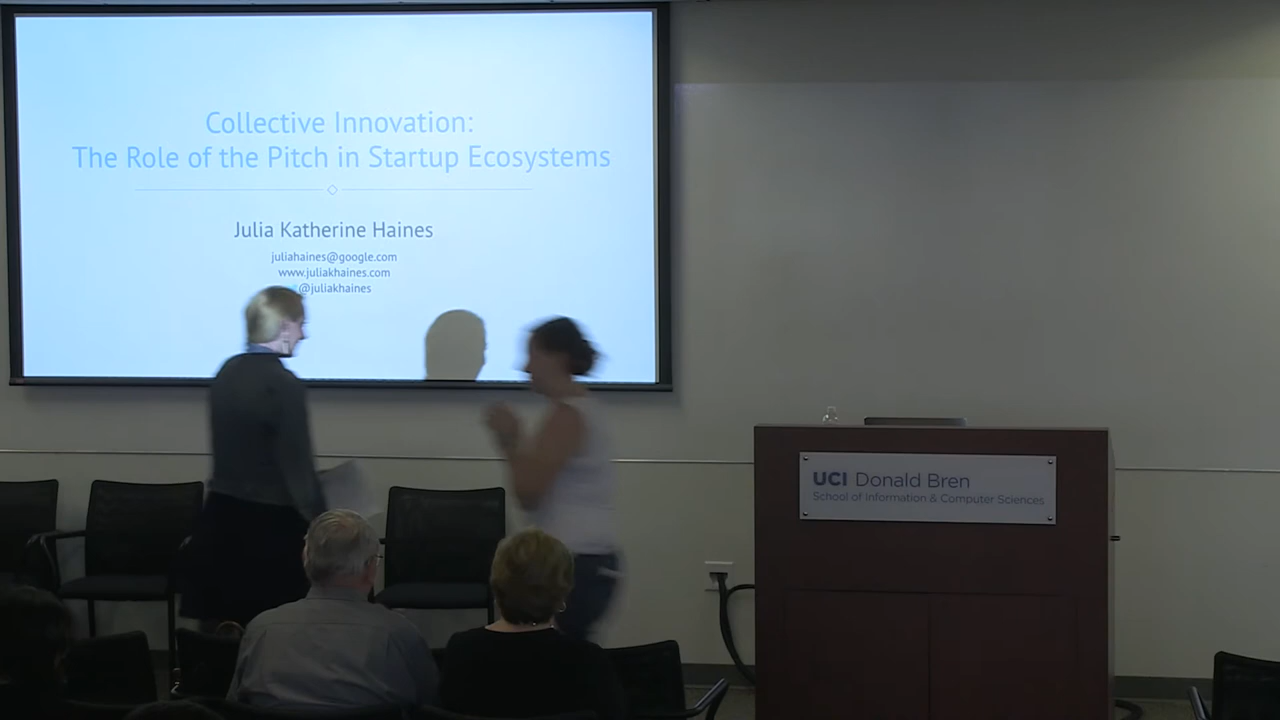 Collective Innovation:
The Role of the Pitch in Startup Ecosystems
Julia Katherine Haines
juliahaines@google.com
www.juliakhaines.com
@juliakhaines
UCI Donald Bren
School of Information & Computer Sciences